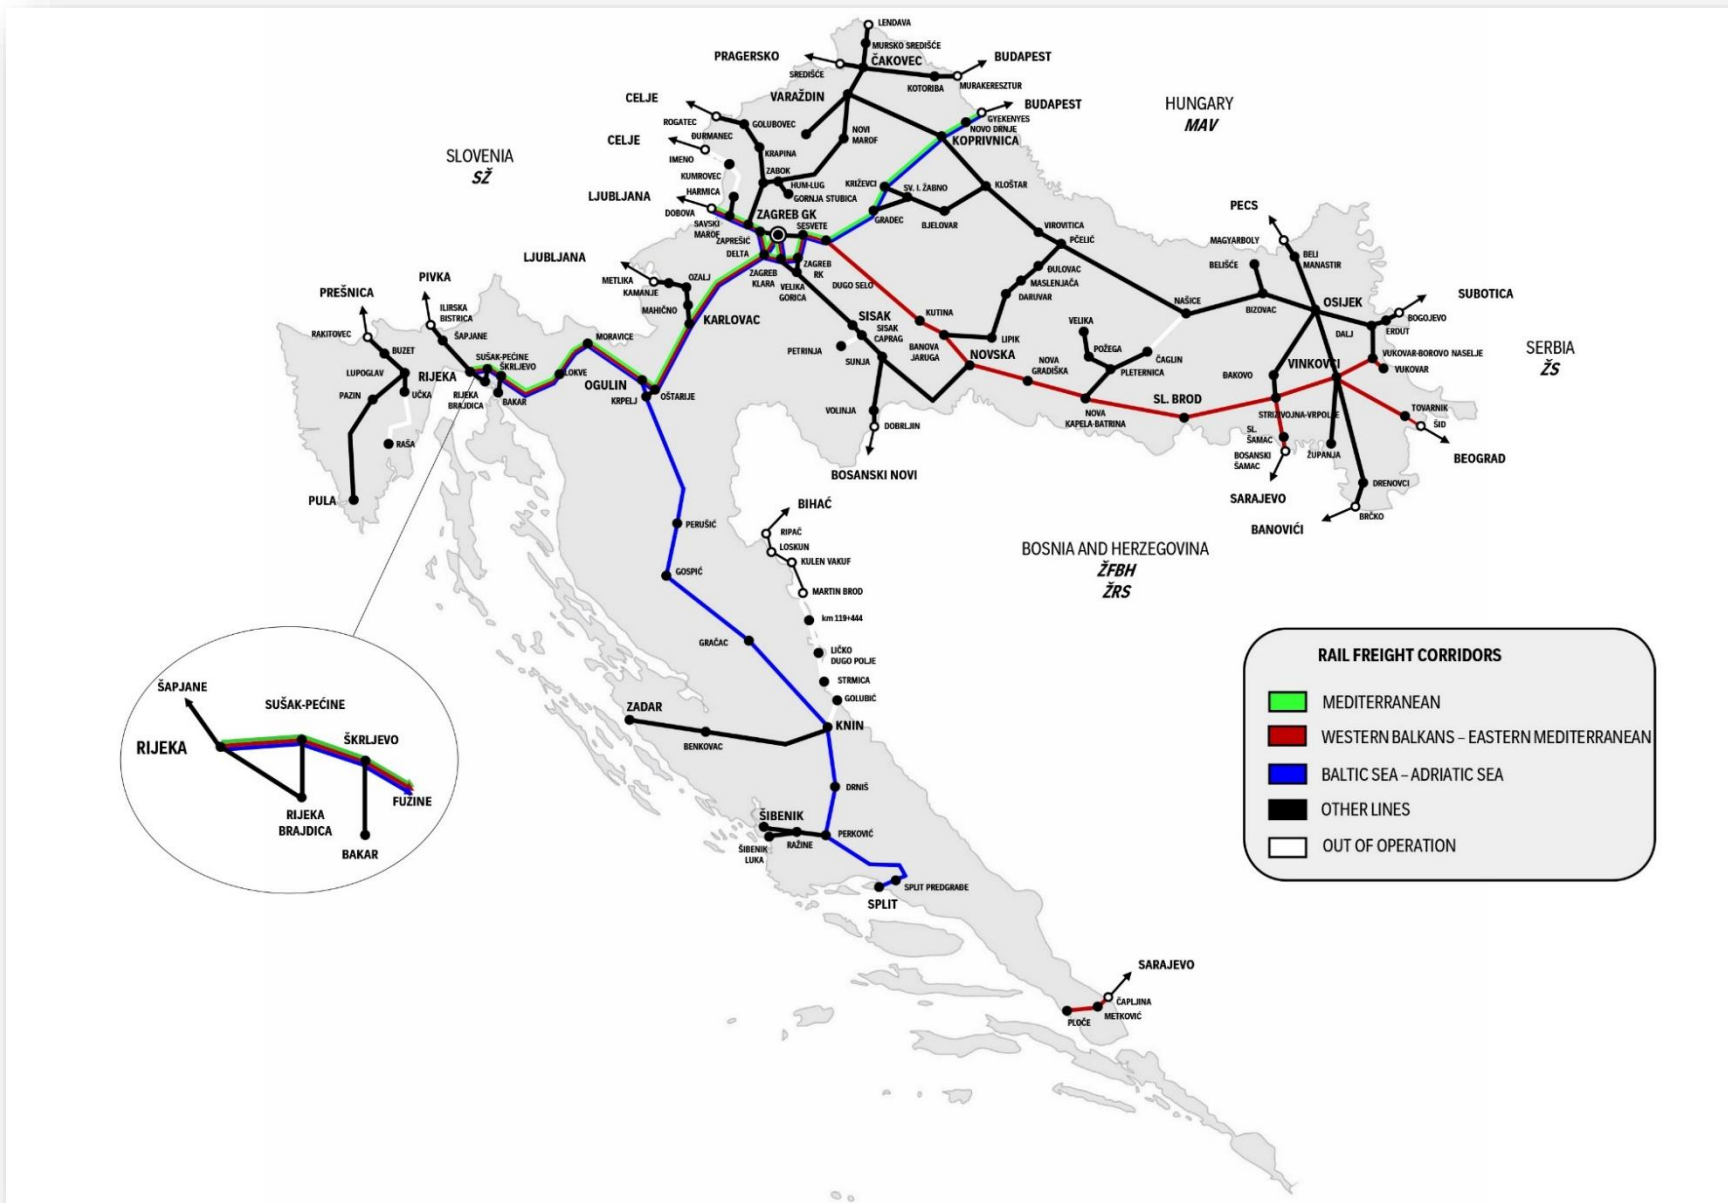 LENDAVA
MURSKO SREDIŠĆE
PRAGERSKO
ČAKOVEC
BUDAPEST
SREDIŠĆE
KOTORIBA
MURAKERESZTUR
VARAŽDIN
CELJE
BUDAPEST
HUNGARY
MAV
ROGATEC
GOLUBOVEC
GYEKENYES
NOVO DRNJE
ĐURMANEC
NOVI
MAROF
KOPRIVNICA
CELJE
SLOVENIA
SŽ
IMENO
KRAPINA
KUMROVEC
ZABOK
HUM-LUG
GORNJA STUBICA
KRIŽEVCI
SV. I. ŽABNO
KLOŠTAR
LJUBLJANA
HARMICA
DOBOVA
SAVSKI
MAROF
ZAGREB GK
SESVETE
GRADEC
BJELOVAR
PECS
ZAPREŠIĆ
DELTA
VIROVITICA
PČELIĆ
MAGYARBOLY
BELI
MANASTIR
LJUBLJANA
ZAGREB
RK
ZAGREB
KLARA
VELIKA
GORICA
DUGO SELO
ĐULOVAC
MASLENJAČA
DARUVAR
BELIŠĆE
METLIKA
KAMANJE
OZALJ
MAHIČNO
PIVKA
PREŠNICA
NAŠICE
BIZOVAC
OSIJEK
SUBOTICA
BOGOJEVO
ERDUT
DALJ
ILIRSKA
BISTRICA
RAKITOVEC
ŠAPJANE
KARLOVAC
SISAK
SISAK
CAPRAG
KUTINA
VELIKA
PETRINJA
SUNJA
BANOVA
JARUGA
LIPIK
POŽEGA
ČAGLIN
MORAVICE
BUZET
LUPOGLAV
SUŠAK-PEĆINE
ŠKRLJEVO
NOVSKA
NOVA
GRADIŠKA
PLETERNICA
VUKOVAR-BOROVO NASELJE
VUKOVAR
SERBIA
ŽS
RIJEKA
LOKVE
OGULIN
KRPELJ
OŠTARIJE
ĐAKOVO
VINKOVCI
PAZIN
UČKA
RIJEKA
BRAJDICA
BAKAR
VOLINJA
DOBRLJIN
NOVA
KAPELA-BATRINA
SL. BROD
STRIZIVOJNA-VRPOLJE
TOVARNIK
ŠID
RAŠA
SL.
ŠAMAC
BOSANSKI
ŠAMAC
ŽUPANJA
BEOGRAD
BOSANSKI NOVI
PULA
SARAJEVO
DRENOVCI
BRČKO
BANOVIĆI
BIHAĆ
RIPAČ
LOSKUN
KULEN VAKUF
MARTIN BROD
PERUŠIĆ
GOSPIĆ
BOSNIA AND HERZEGOVINA
ŽFBH
ŽRS
km 119+444
GRAČAC
LIČKO
DUGO POLJE
STRMICA
GOLUBIĆ
ZADAR
BENKOVAC
KNIN
DRNIŠ
ŠIBENIK
ŠIBENIK
LUKA
RAŽINE
PERKOVIĆ
SPLIT PREDGRAĐE
SPLIT
SARAJEVO
ČAPLJINA
METKOVIĆ
PLOČE
ŠAPJANE
SUŠAK-PEĆINE
RIJEKA
ŠKRLJEVO
FUŽINE
RIJEKA
BRAJDICA
BAKAR
RAIL FREIGHT CORRIDORS
MEDITERRANEAN
WESTERN BALKANS – EASTERN MEDITERRANEAN
BALTIC SEA – ADRIATIC SEA
OTHER LINES
OUT OF OPERATION